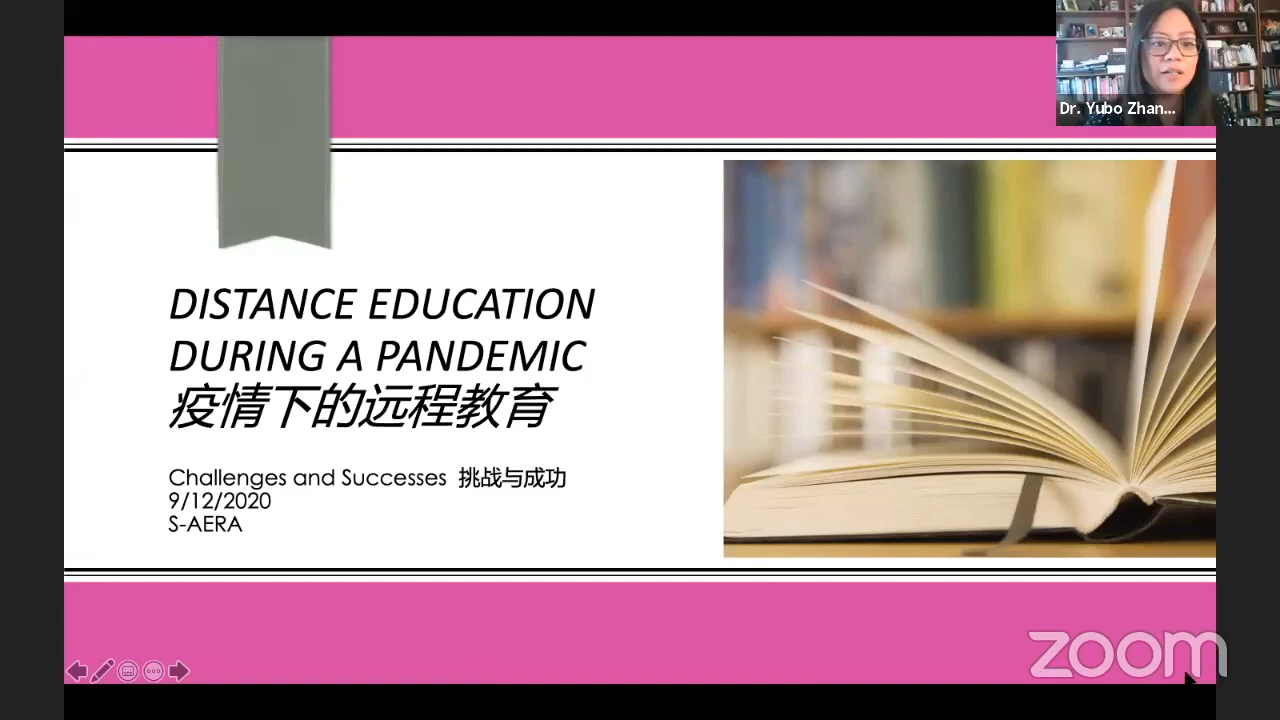 Dr. Yubo Zhan...
DISTANCE EDUCATION
DURING A PANDEMIC
疫情下的远程教育
Challenges and Successes 挑战与成功
9/12/2020
S-AERA
zoom